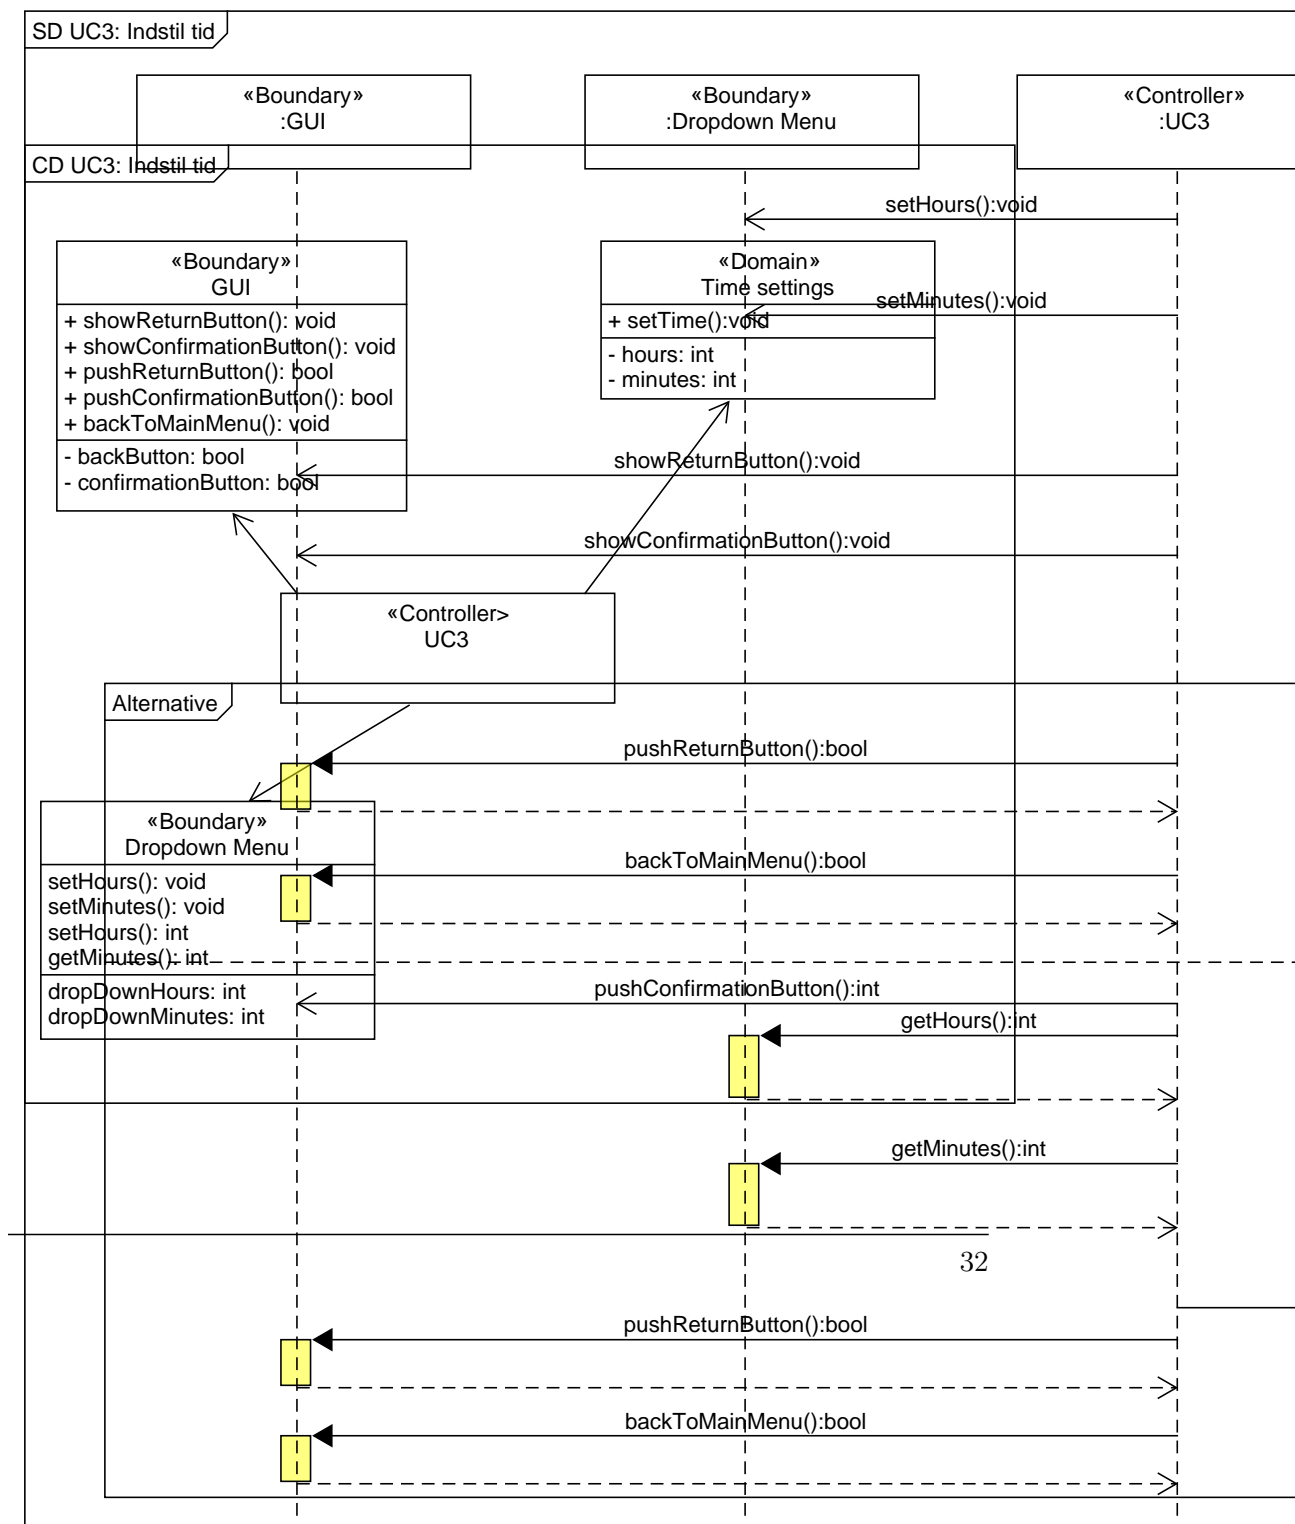 SD UC3: Indstil tid
«Boundary»
:GUI
«Boundary»
:Dropdown Menu
«Controller»
:UC3
CD UC3: Indstil tid
setHours():void
«Boundary»
GUI
+ showReturnButton(): void
+ showConfirmationButton(): void
+ pushReturnButton(): bool
+ pushConfirmationButton(): bool
+ backToMainMenu(): void
- backButton: bool
- confirmationButton: bool
«Domain»
Time settings
+ setTime():void
- hours: int
- minutes: int
setMinutes():void
showReturnButton():void
showConfirmationButton():void
«Controller>
UC3
Alternative
pushReturnButton():bool
«Boundary»
Dropdown Menu
setHours(): void
setMinutes(): void
setHours(): int
getMinutes(): int
dropDownHours: int
dropDownMinutes: int
backToMainMenu():bool
pushConfirmationButton():int
getHours():int
getMinutes():int
32
pushReturnButton():bool
backToMainMenu():bool